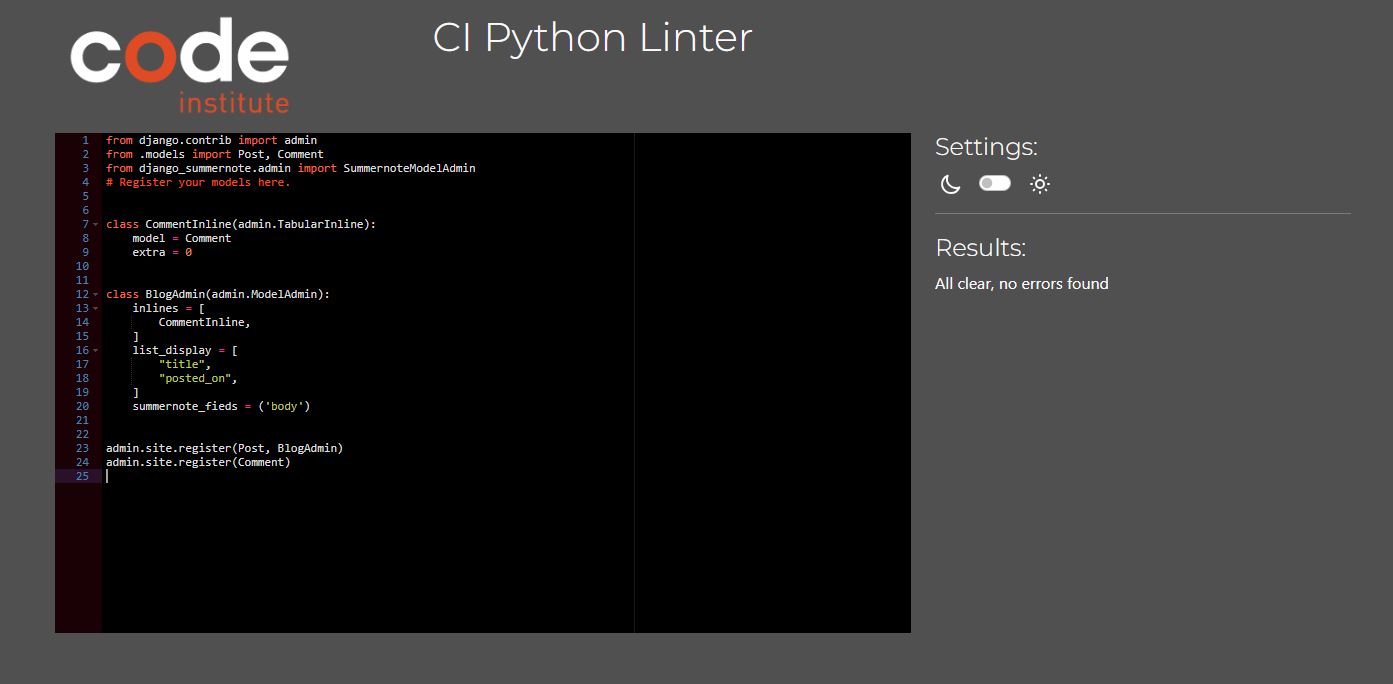 code
institute
CI Python Linter
1 from django.contrib import admin
2 from .models import Post, Comment
3 from django_summernote.admin import SummernoteModelAdmin
4 # Register your models here.
5
6
7 class CommentInline(admin.TabularInline):
8     model = Comment
9     extra = 0
10
11
12 class BlogAdmin(admin.ModelAdmin):
13     inlines = [
14         CommentInline,
15     ]
16     list_display = [
17         "title",
18         "posted_on",
19     ]
20     summernote_fieds = ('body')
21
22
23 admin.site.register(Post, BlogAdmin)
24 admin.site.register(Comment)
25
Settings:
Results:
All clear, no errors found